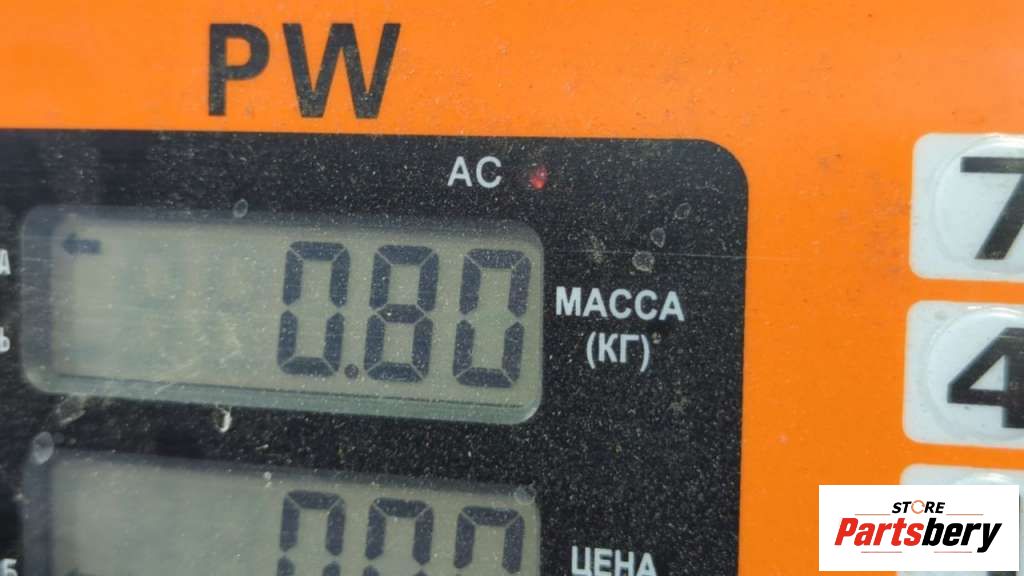 PW
AC
7
А
0.80
МАССА
Ь
(КГ)
4
0.00
ЦЕНА
Б
STORE
Partsbery